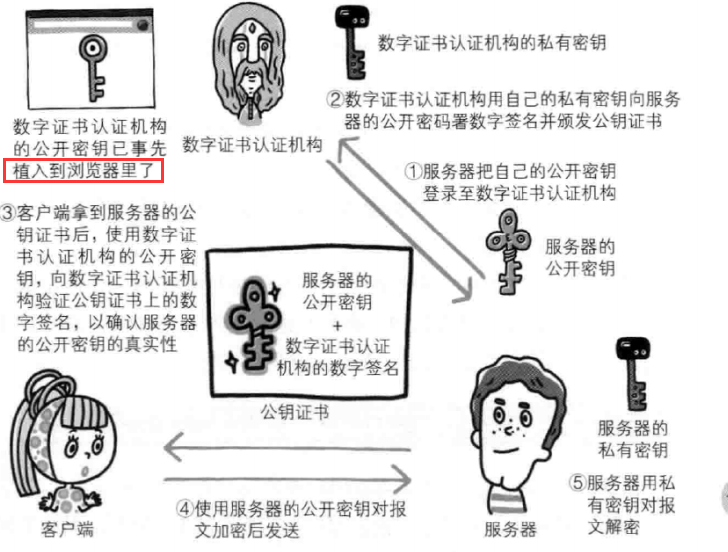 数字证书认证机构的私有密钥
②数字证书认证机构用自己的私有密钥向服务
器的公开密码署数字签名并颁发公钥证书
数字证书认证机构
的公开密钥已事先
植入到浏览器里了
数字证书认证机构
①服务器把自己的公开密钥
登录至数字证书认证机构
③客户端拿到服务器的公
钥证书后，使用数字证
书认证机构的公开密
钥，向数字证书认证机
构验证公钥证书上的数
字签名，以确认服务器
的公开密钥的真实性
服务器的
公开密钥
服务器的
公开密钥
+
数字证书认证
机构的数字签名
公钥证书
服务器的
私有密钥
④使用服务器的公开密钥对报
文加密后发送
⑤服务器用私
有密钥对报
文解密
客户端
服务器